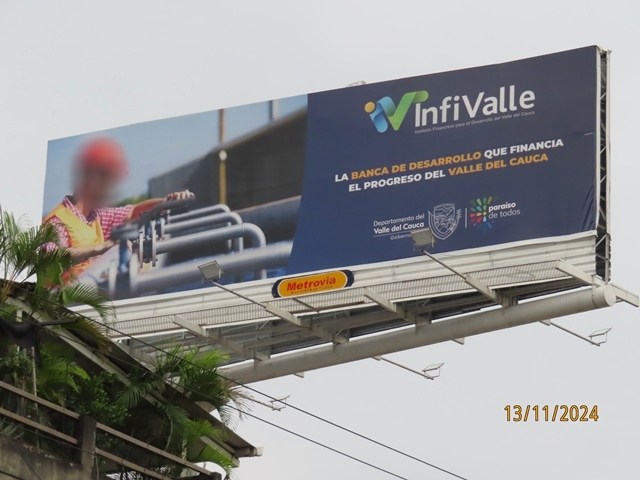 InfiValle
Instituto Financiero para el Desarrollo del Valle del Cauca
LA BANCA DE DESARROLLO QUE FINANCIA
EL PROGRESO DEL VALLE DEL CAUCA
Departamento del
Valle del Cauca
paraíso
de todos
Metrovía
13/11/2024